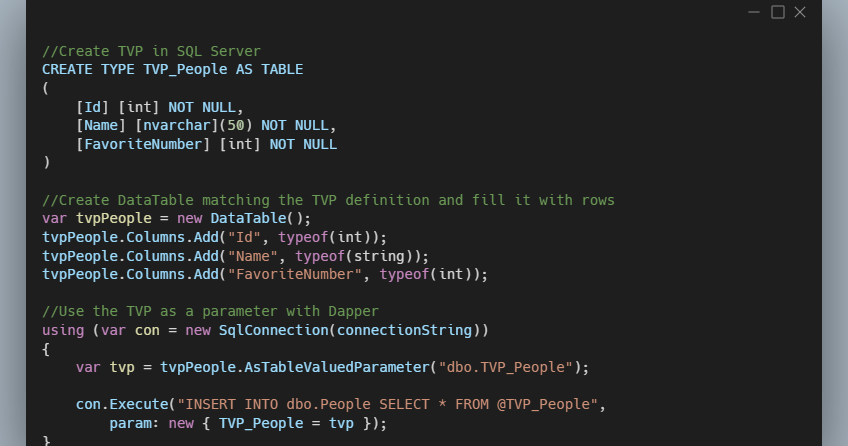 //Create TVP in SQL Server
CREATE TYPE TVP_People AS TABLE
(
    [Id] [int] NOT NULL,
    [Name] [nvarchar](50) NOT NULL,
    [FavoriteNumber] [int] NOT NULL
)

//Create DataTable matching the TVP definition and fill it with rows
var tvpPeople = new DataTable();
tvpPeople.Columns.Add("Id", typeof(int));
tvpPeople.Columns.Add("Name", typeof(string));
tvpPeople.Columns.Add("FavoriteNumber", typeof(int));

//Use the TVP as a parameter with Dapper
using (var con = new SqlConnection(connectionString))
{
    var tvp = tvpPeople.AsTableValuedParameter("dbo.TVP_People");

    con.Execute("INSERT INTO dbo.People SELECT * FROM @TVP_People",
        param: new { TVP_People = tvp });
}